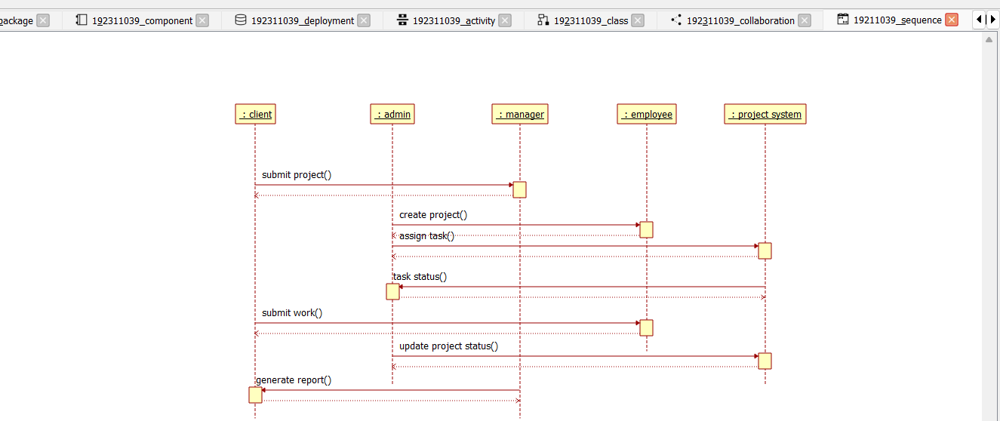 package
192311039_component
192311039_deployment
192311039_activity
192311039_class
192311039_collaboration
19211039_sequence
: client
: admin
: manager
: employee
: project system
submit project()
create project()
assign task()
task status()
submit work()
update project status()
generate report()